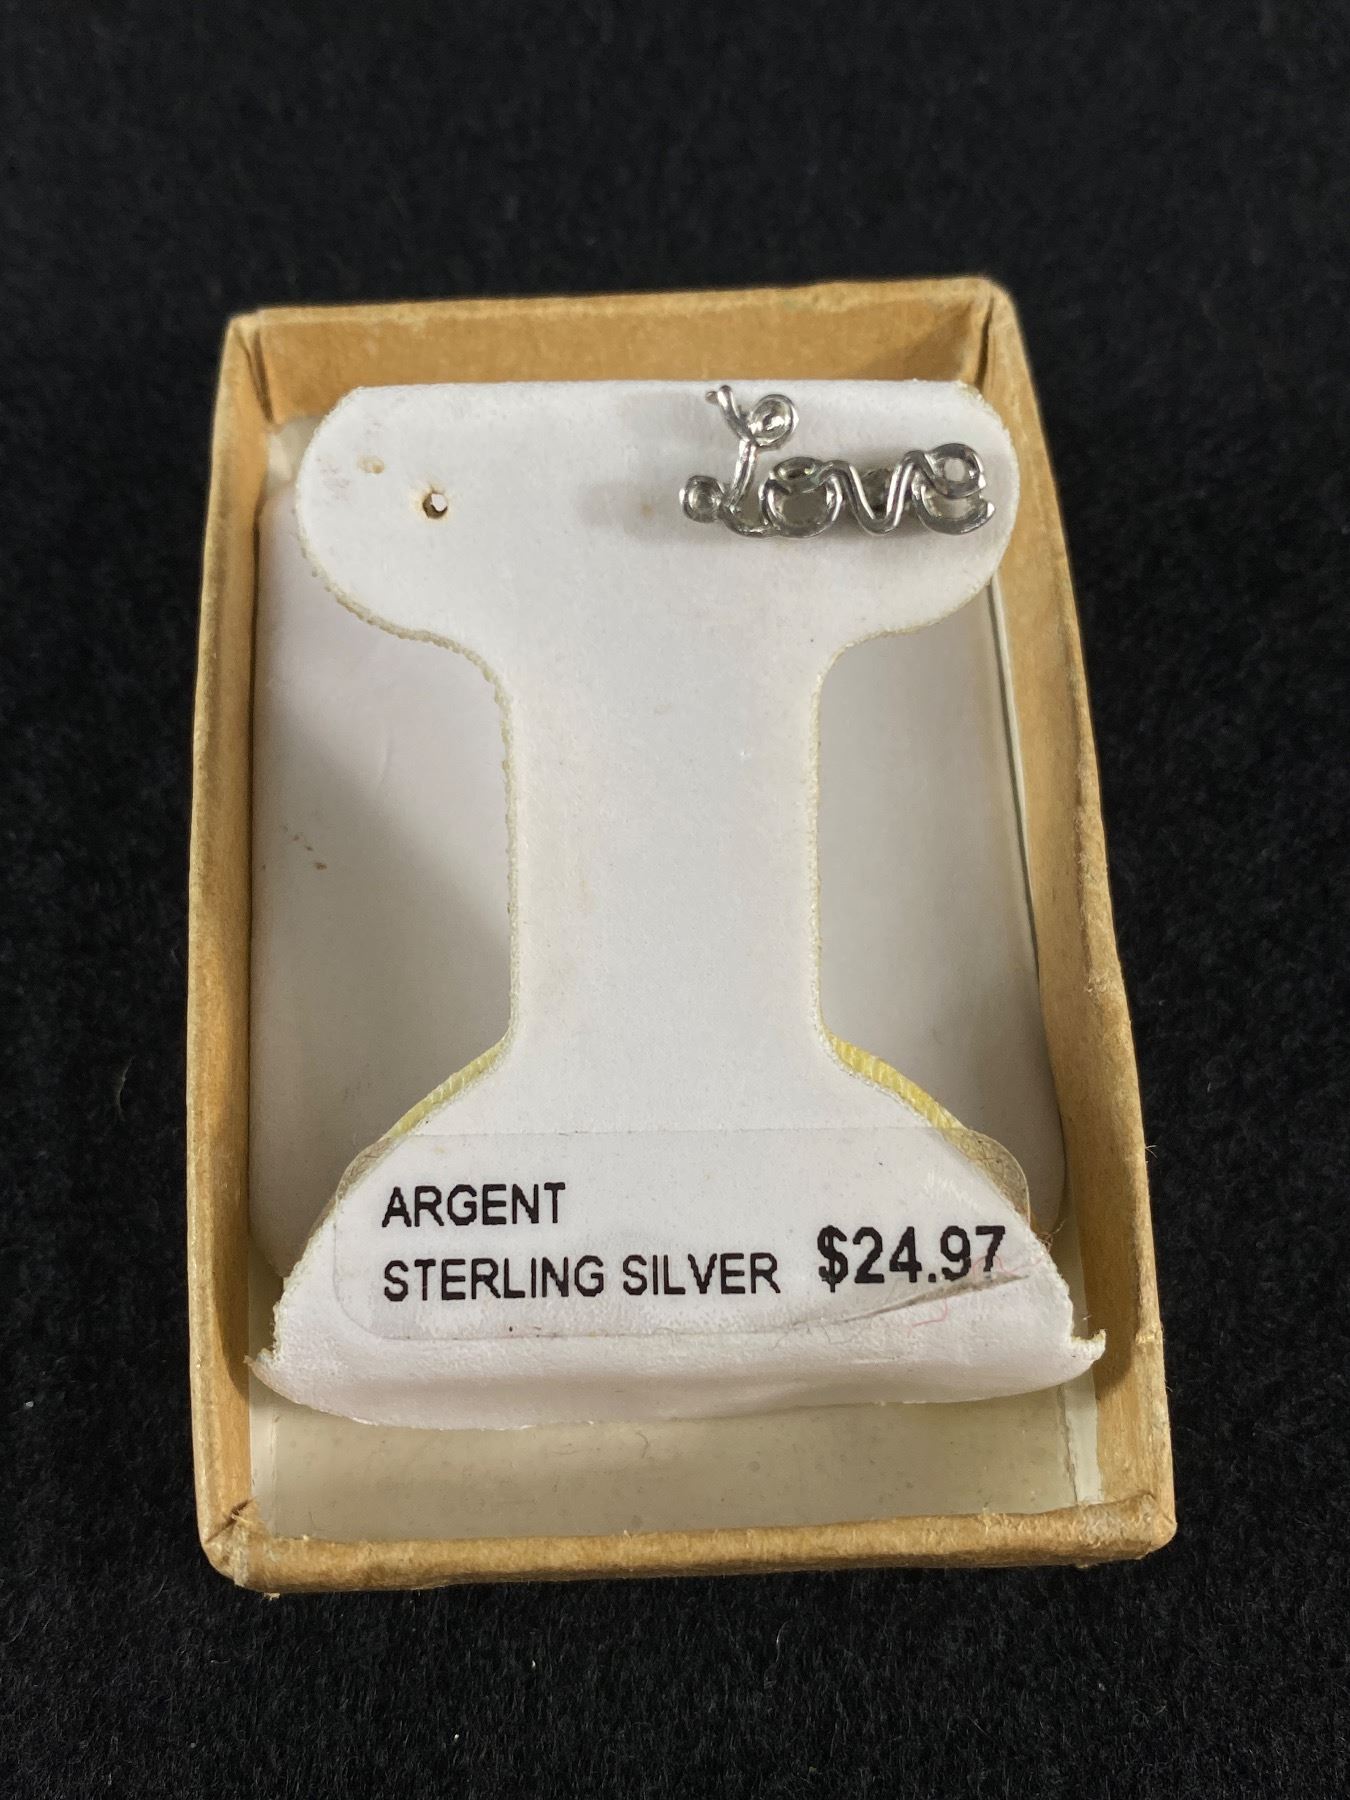 Love
ARGENT
STERLING SILVER $24.97